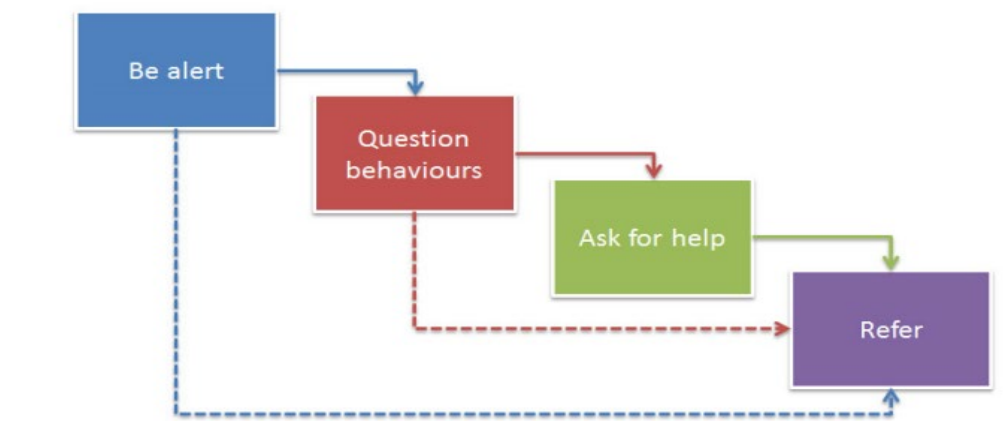 Be alert
Question
behaviours
Ask for help
Refer